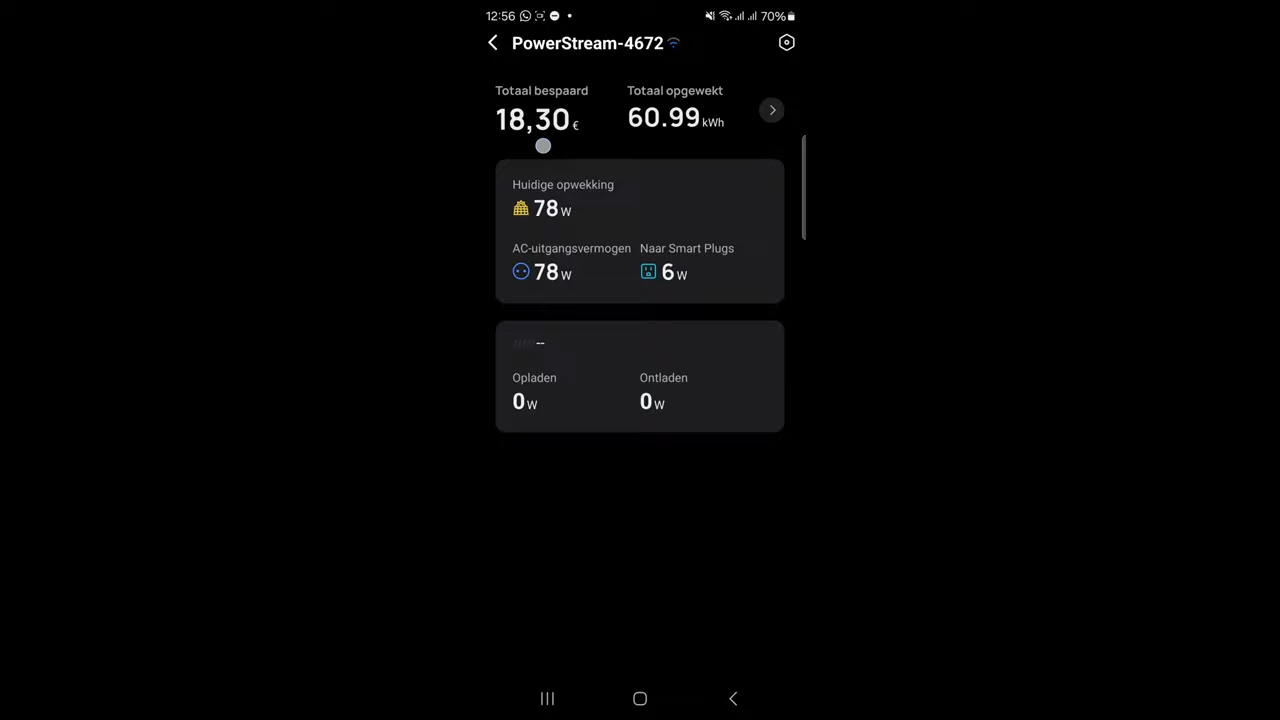 12:56 70%
PowerStream-4672
Totaal bespaard Totaal opgewekt
18,30 € 60.99 kWh
Huidige opwekking
78 W
AC-uitgangsvermogen Naar Smart Plugs
78 W 6 W
--
Opladen Ontladen
0 W 0 W